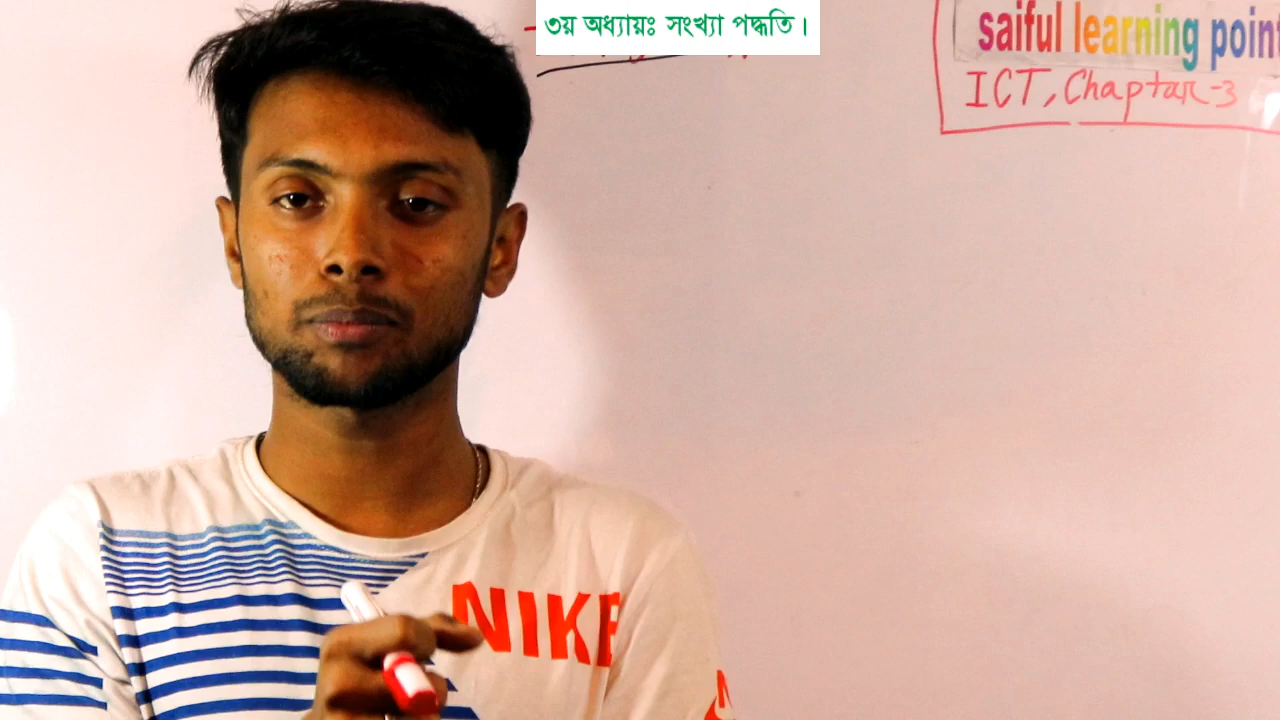 ৩য় অধ্যায়ঃ সংখ্যা পদ্ধতি।
saiful learning point
ICT, Chaptar-3
NIKE